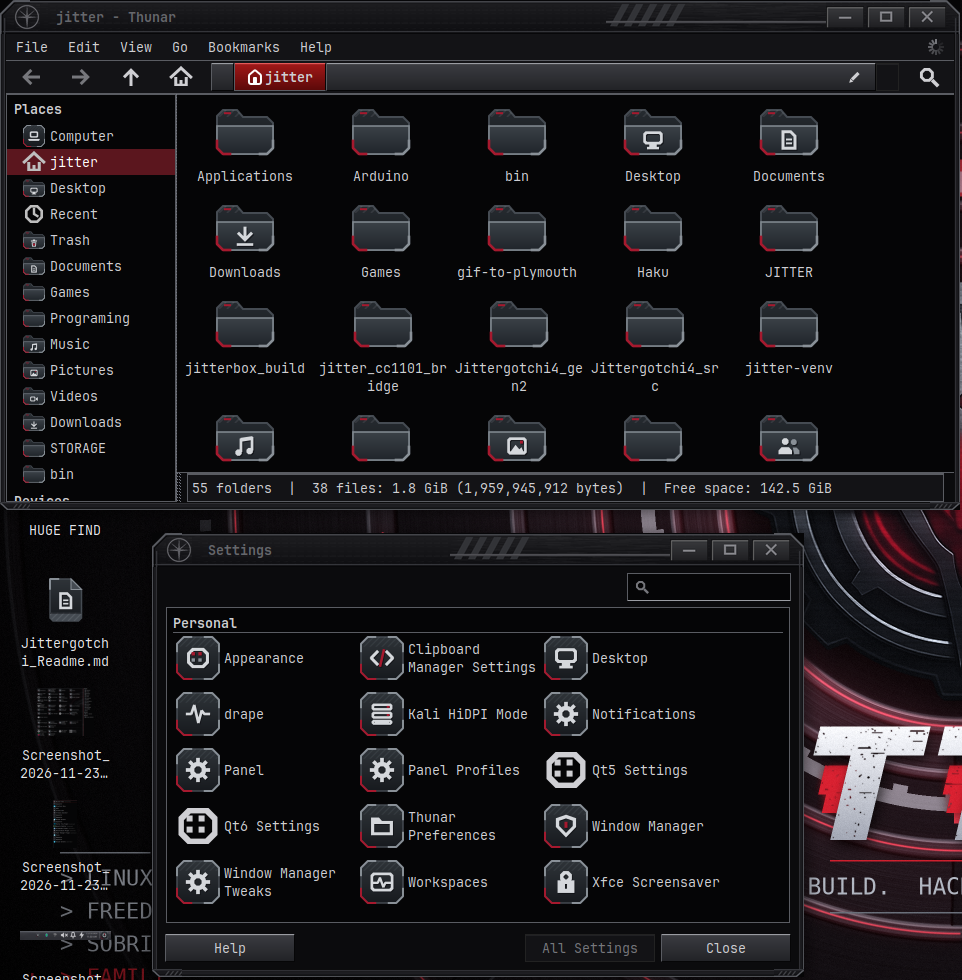 jitter - Thunar
File Edit View Go Bookmarks Help
jitter
Places
Computer
jitter
Desktop
Recent
Trash
Documents
Games
Programing
Music
Pictures
Videos
Downloads
STORAGE
bin
Devices
Applications Arduino bin Desktop Documents
Downloads Games gif-to-plymouth Haku JITTER
jitterbox_build jitter_cc1101_br Jittergotchi4_ge Jittergotchi4_sr jitter-venv
idge n2 c
55 folders | 38 files: 1.8 GiB (1,959,945,912 bytes) | Free space: 142.5 GiB
HUGE FIND
Jittergotch
i_Readme.md
Screenshot_
2026-11-23…
Screenshot_
2026-11-23…
Screenshot
> LINUX
> FREED
> SOBRI
FAMIL
Settings
Personal
Appearance
Clipboard
Manager Settings
Desktop
drape
Kali HiDPI Mode
Notifications
Panel
Panel Profiles
Qt5 Settings
Qt6 Settings
Thunar
Preferences
Window Manager
Window Manager
Tweaks
Workspaces
Xfce Screensaver
Help All Settings Close
BUILD. HAC